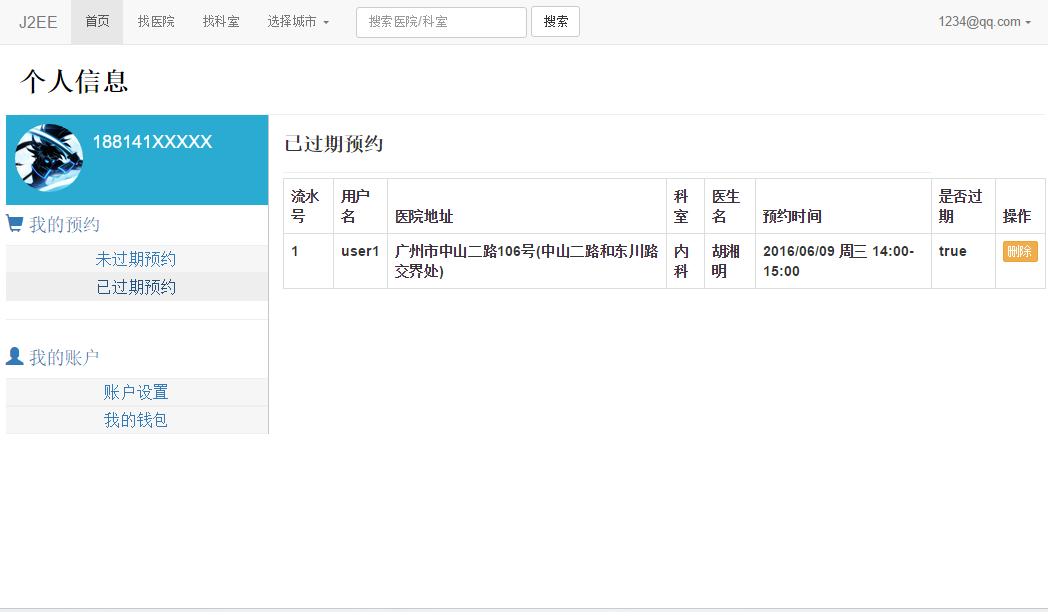 J2EE 首页 找医院 找科室 选择城市 搜索医院/科室 搜索 1234@qq.com
个人信息
188141XXXXX
我的预约
未过期预约
已过期预约
我的账户
账户设置
我的钱包
已过期预约
流水号 用户名 医院地址 科室 医生名 预约时间 是否过期 操作
1 user1 广州市中山二路106号(中山二路和东川路交界处) 内科 胡湘明 2016/06/09 周三 14:00-15:00 true 删除